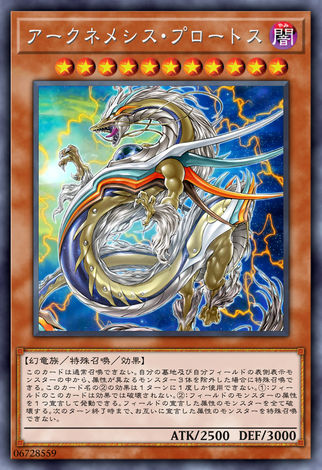 アークネメシス・プロートス
やみ
闇
【幻竜族／特殊召喚／効果】
このカードは通常召喚できない。自分の墓地及び自分フィールドの表側表示モ
ンスターの中から、属性が異なるモンスター３体を除外した場合に特殊召喚でき
る。このカード名の②の効果は１ターンに１度しか使用できない。①：フィール
ドのこのカードは効果では破壊されない。②：フィールドのモンスターの属性
を１つ宣言して発動できる。フィールドの宣言した属性のモンスターを全て破
壊する。次のターン終了時まで、お互いに宣言した属性のモンスターを特殊召喚
できない。
ATK/2500 DEF/3000
06728559